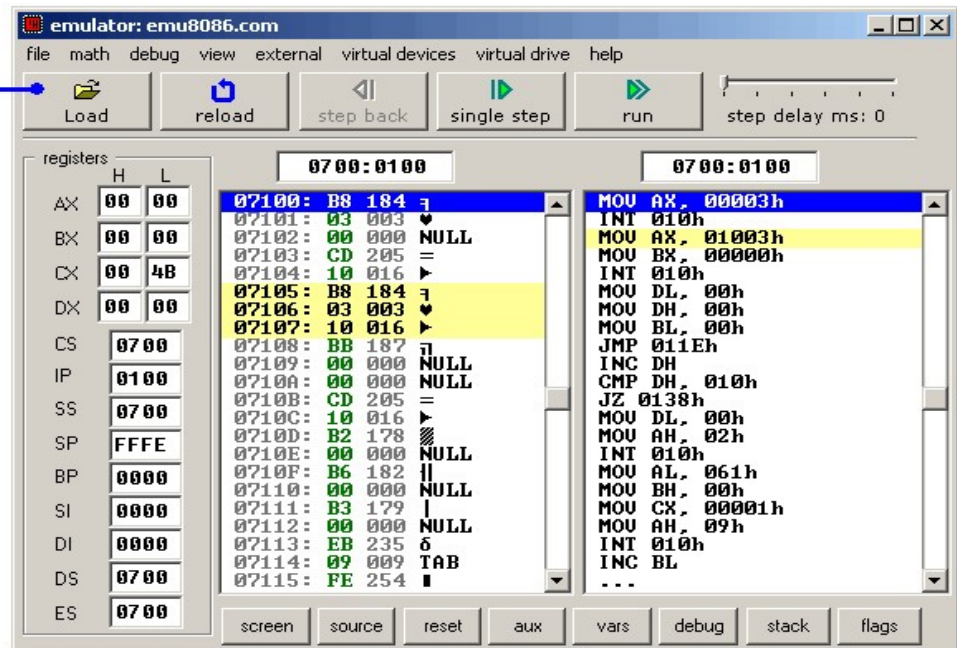 emulator: emu8086.com
file math debug view external virtual devices virtual drive help
Load reload step back single step run step delay ms: 0
registers
H L
AX 00 00
BX 00 00
CX 00 4B
DX 00 00
CS 0700
IP 0100
SS 0700
SP FFFE
BP 0000
SI 0000
DI 0000
DS 0700
ES 0700
0700:0100
07100: B8 184 ╕
07101: 03 003 ♥
07102: 00 000 NULL
07103: CD 205 =
07104: 10 016 ►
07105: B8 184 ╕
07106: 03 003 ♥
07107: 10 016 ►
07108: BB 187 ╗
07109: 00 000 NULL
0710A: 00 000 NULL
0710B: CD 205 =
0710C: 10 016 ►
0710D: B2 178 ▓
0710E: 00 000 NULL
0710F: B6 182 ╢
07110: 00 000 NULL
07111: B3 179 │
07112: 00 000 NULL
07113: EB 235 δ
07114: 09 009 TAB
07115: FE 254 ■
0700:0100
MOV AX, 00003h
INT 010h
MOV AX, 01003h
MOV BX, 00000h
INT 010h
MOV DL, 00h
MOV DH, 00h
MOV BL, 00h
JMP 011Eh
INC DH
CMP DH, 010h
JZ 0138h
MOV DL, 00h
MOV AH, 02h
INT 010h
MOV AL, 061h
MOV BH, 00h
MOV CX, 00001h
MOV AH, 09h
INT 010h
INC BL
...
screen source reset aux vars debug stack flags